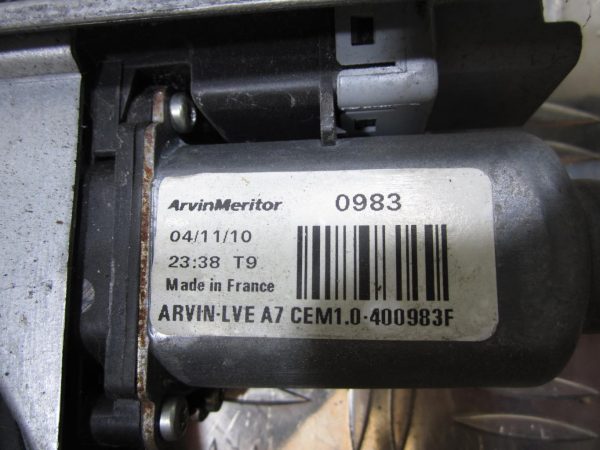 ArvinMeritor 0983
04/11/10
23:38 T9
Made in France
ARVIN-LVE A7 CEM1.0-400983F